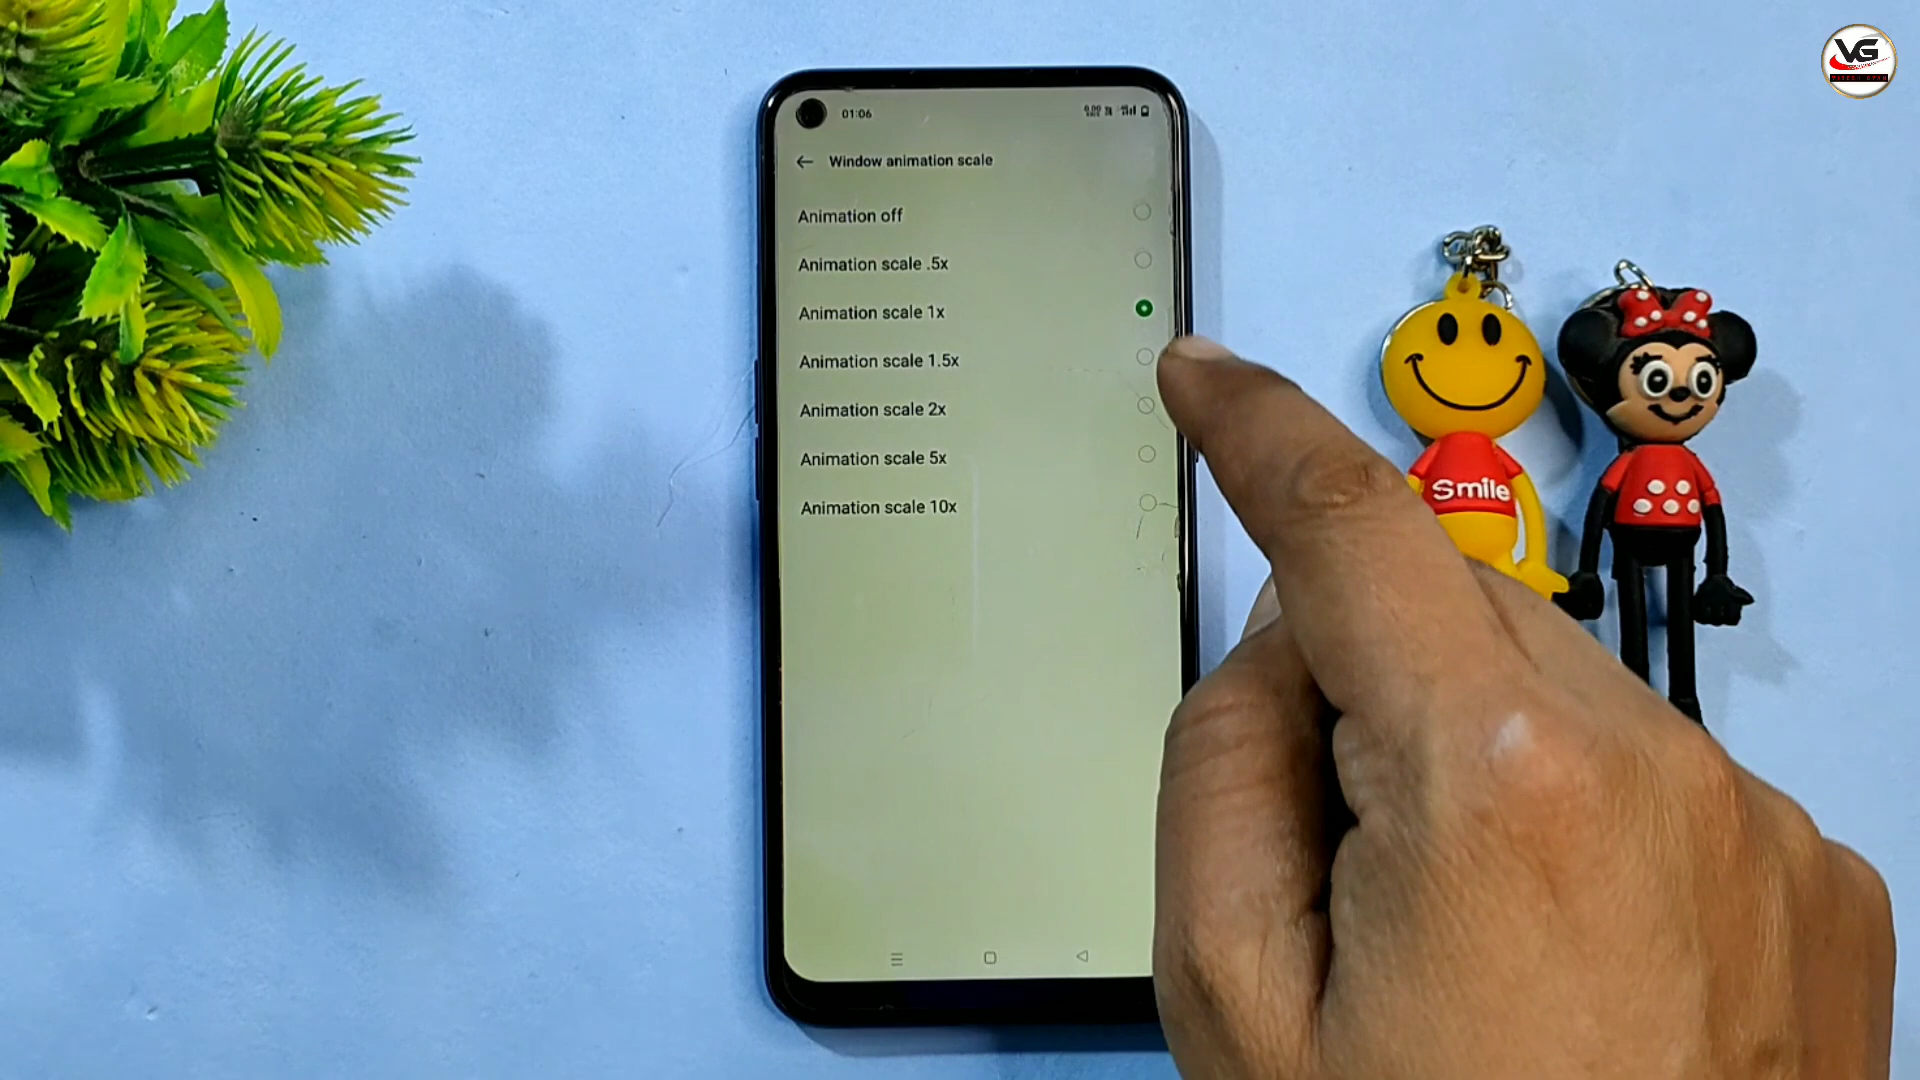 VG
01:06
Window animation scale
Animation off
Animation scale .5x
Animation scale 1x
Animation scale 1.5x
Animation scale 2x
Animation scale 5x
Animation scale 10x
Smile